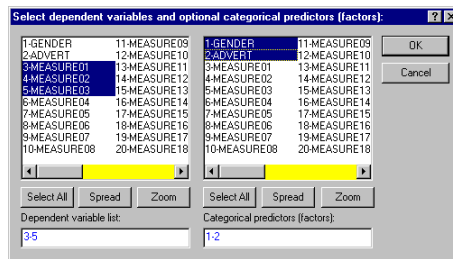 Select dependent variables and optional categorical predictors (factors):
1-GENDER 11-MEASURE09
2-ADVERT 12-MEASURE10
3-MEASURE01 13-MEASURE11
4-MEASURE02 14-MEASURE12
5-MEASURE03 15-MEASURE13
6-MEASURE04 16-MEASURE14
7-MEASURE05 17-MEASURE15
8-MEASURE06 18-MEASURE16
9-MEASURE07 19-MEASURE17
10-MEASURE08 20-MEASURE18
1-GENDER 11-MEASURE09
2-ADVERT 12-MEASURE10
3-MEASURE01 13-MEASURE11
4-MEASURE02 14-MEASURE12
5-MEASURE03 15-MEASURE13
6-MEASURE04 16-MEASURE14
7-MEASURE05 17-MEASURE15
8-MEASURE06 18-MEASURE16
9-MEASURE07 19-MEASURE17
10-MEASURE08 20-MEASURE18
OK
Cancel
Select All Spread Zoom
Select All Spread Zoom
Dependent variable list:
3-5
Categorical predictors (factors):
1-2